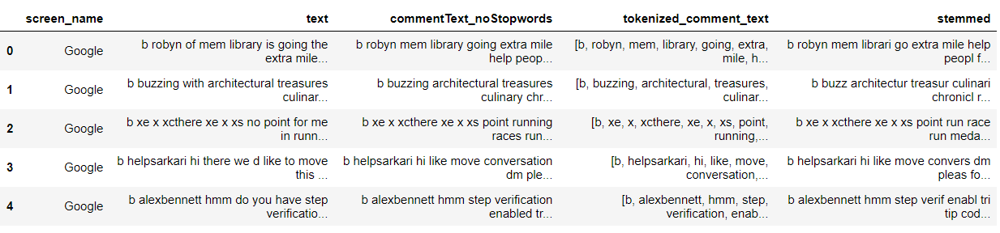 screen_name text commentText_noStopwords tokenized_comment_text stemmed
0 Google b robyn of mem library is going the extra mile... b robyn mem library going extra mile help peop... [b, robyn, mem, library, going, extra, mile, h... b robyn mem librari go extra mile help peopl f...
1 Google b buzzing with architectural treasures culinar... b buzzing architectural treasures culinary chr... [b, buzzing, architectural, treasures, culinar... b buzz architectur treasur culinari chronicl r...
2 Google b xe x xcthere xe x xs no point for me in runn... b xe x xcthere xe x xs point running races run... [b, xe, x, xcthere, xe, x, xs, point, running,... b xe x xcthere xe x xs point run race run meda...
3 Google b helpsarkari hi there we d like to move this ... b helpsarkari hi like move conversation dm ple... [b, helpsarkari, hi, like, move, conversation,... b helpsarkari hi like move convers dm pleas fo...
4 Google b alexbennett hmm do you have step verificatio... b alexbennett hmm step verification enabled tr... [b, alexbennett, hmm, step, verification, enab... b alexbennett hmm step verif enabl tri tip cod...